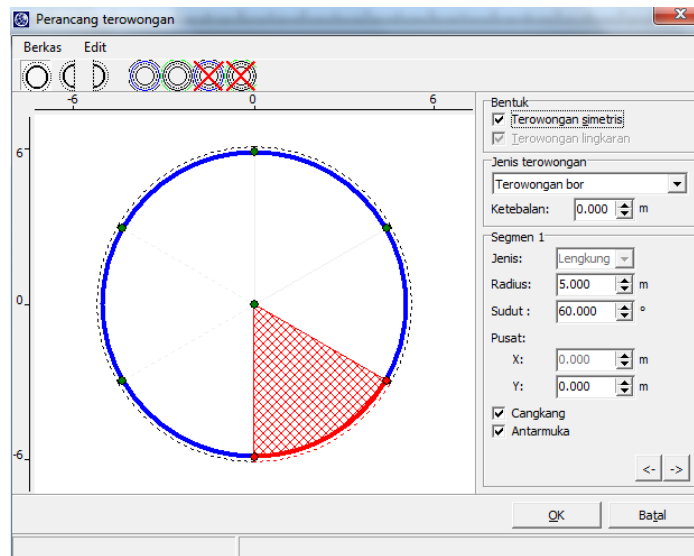 Perancang terowongan
Berkas Edit
-6 0 6
6
0
-6
Bentuk
Terowongan simetris
Terowongan lingkaran
Jenis terowongan
Terowongan bor
Ketebalan: 0.000 m
Segmen 1
Jenis: Lengkung
Radius: 5.000 m
Sudut : 60.000 °
Pusat:
X: 0.000 m
Y: 0.000 m
Cangkang
Antarmuka
<- ->
OK Batal